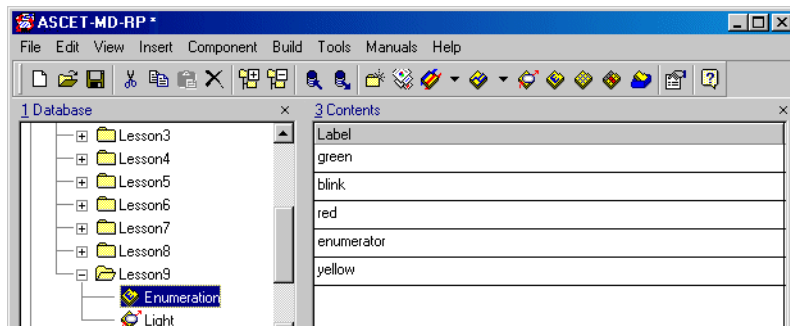 ASCET-MD-RP *
File Edit View Insert Component Build Tools Manuals Help
1 Database
Lesson3
Lesson4
Lesson5
Lesson6
Lesson7
Lesson8
Lesson9
Enumeration
Light
3 Contents
Label
green
blink
red
enumerator
yellow